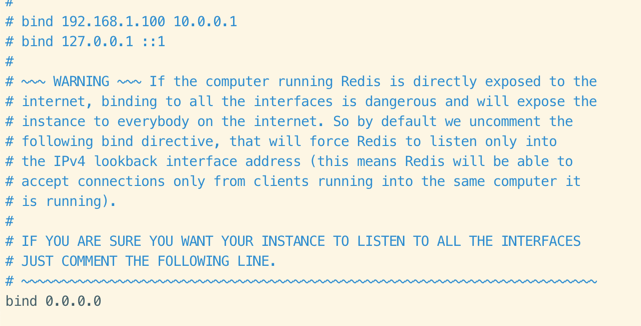 #
# bind 192.168.1.100 10.0.0.1
# bind 127.0.0.1 ::1
#
# ~~~ WARNING ~~~ If the computer running Redis is directly exposed to the
# internet, binding to all the interfaces is dangerous and will expose the
# instance to everybody on the internet. So by default we uncomment the
# following bind directive, that will force Redis to listen only into
# the IPv4 lookback interface address (this means Redis will be able to
# accept connections only from clients running into the same computer it
# is running).
#
# IF YOU ARE SURE YOU WANT YOUR INSTANCE TO LISTEN TO ALL THE INTERFACES
# JUST COMMENT THE FOLLOWING LINE.
# ~~~~~~~~~~~~~~~~~~~~~~~~~~~~~~~~~~~~~~~~~~~~~~~~~~~~~~~~~~~~~~~~~~~~~~~~
bind 0.0.0.0